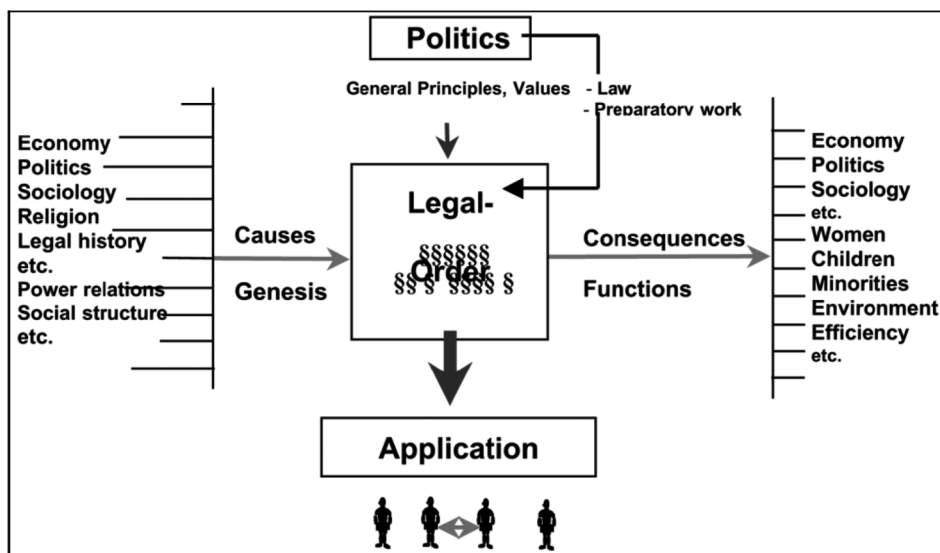 Politics
General Principles, Values - Law
- Preparatory work
Economy
Politics
Sociology
Religion
Legal history
etc.
Power relations
Social structure
etc.
Causes
Genesis
Legal-
§§§§§§
Order
§§ § §§§§ §
Consequences
Functions
Economy
Politics
Sociology
etc.
Women
Children
Minorities
Environment
Efficiency
etc.
Application